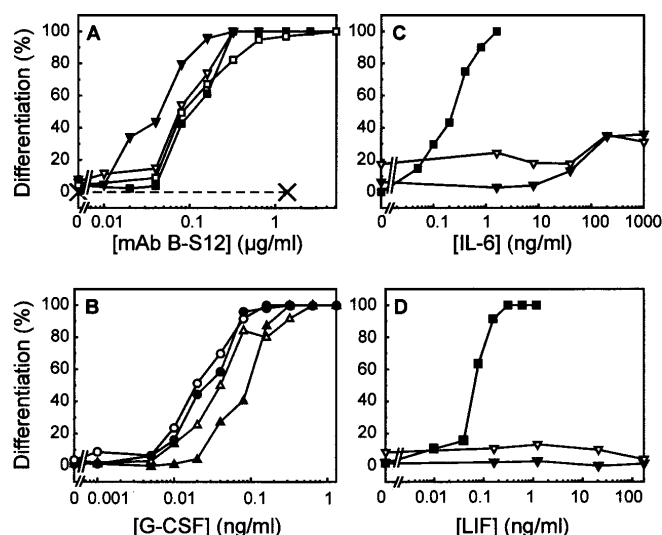 A
Differentiation (%)
100
80
60
40
20
0
0 0.01 0.1 1
[mAb B-S12] (µg/ml)
C
100
80
60
40
20
0
0 0.1 1 10 100 1000
[IL-6] (ng/ml)
B
Differentiation (%)
100
80
60
40
20
0
0 0.001 0.01 0.1 1
[G-CSF] (ng/ml)
D
100
80
60
40
20
0
0 0.01 0.1 1 10 100
[LIF] (ng/ml)